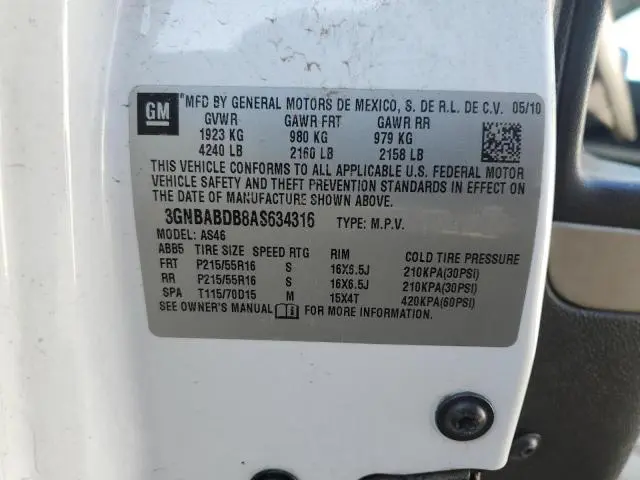 GM
MFD BY GENERAL MOTORS DE MEXICO, S. DE R.L. DE C.V. 05/10
GVWR GAWR FRT GAWR RR
1923 KG 980 KG 979 KG
4240 LB 2160 LB 2158 LB
THIS VEHICLE CONFORMS TO ALL APPLICABLE U.S. FEDERAL MOTOR
VEHICLE SAFETY AND THEFT PREVENTION STANDARDS IN EFFECT ON
THE DATE OF MANUFACTURE SHOWN ABOVE.
3GNBABDB8AS634316 TYPE: M.P.V.
MODEL: AS46
ABB5 TIRE SIZE SPEED RTG RIM COLD TIRE PRESSURE
FRT P215/55R16 S 16X6.5J 210KPA(30PSI)
RR P215/55R16 S 16X6.5J 210KPA(30PSI)
SPA T115/70D15 M 15X4T 420KPA(60PSI)
SEE OWNER'S MANUAL FOR MORE INFORMATION.